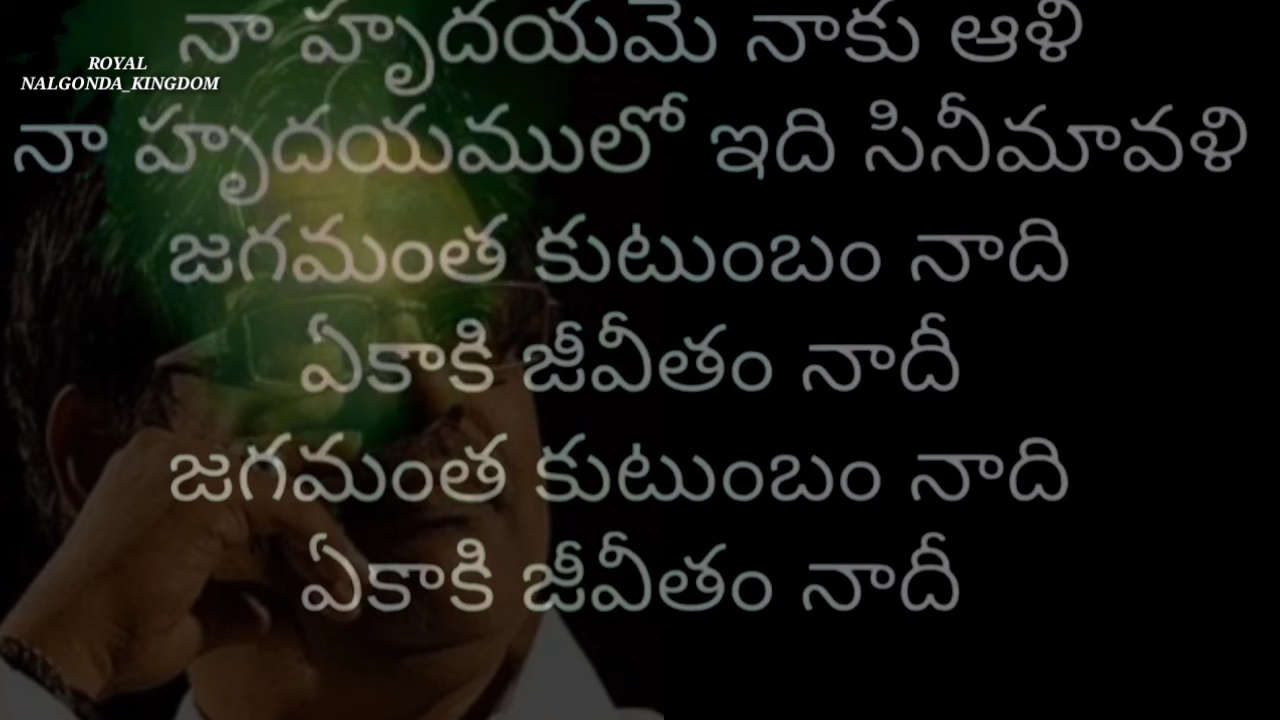 నా హృదయమె నాకు ఆళి
ROYAL
NALGONDA_KINGDOM
నా హృదయములో ఇది సినీమావళి
జగమంత కుటుంబం నాది
ఏకాకి జీవితం నాదీ
జగమంత కుటుంబం నాది
ఏకాకి జీవితం నాదీ